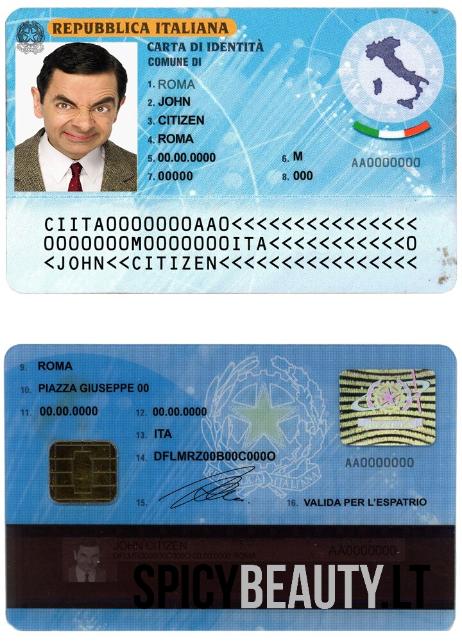 REPUBBLICA ITALIANA
CARTA DI IDENTITÀ
COMUNE DI
1. ROMA
2. JOHN
3. CITIZEN
4. ROMA
5. 00.00.0000 6. M AA0000000
7. 00000 8. 000
CIITA0000000AA0<<<<<<<<<<<<<<<
0000000M0000000ITA<<<<<<<<<<<0
<JOHN<<CITIZEN<<<<<<<<<<<<<<<<
9. ROMA
10. PIAZZA GIUSEPPE 00
11. 00.00.0000 12. 00.00.0000
13. ITA
14. DFLMRZ00B00C000O AA0000000
15. 16. VALIDA PER L'ESPATRIO
JOHN CITIZEN AA0000000
SPICYBEAUTY.LT